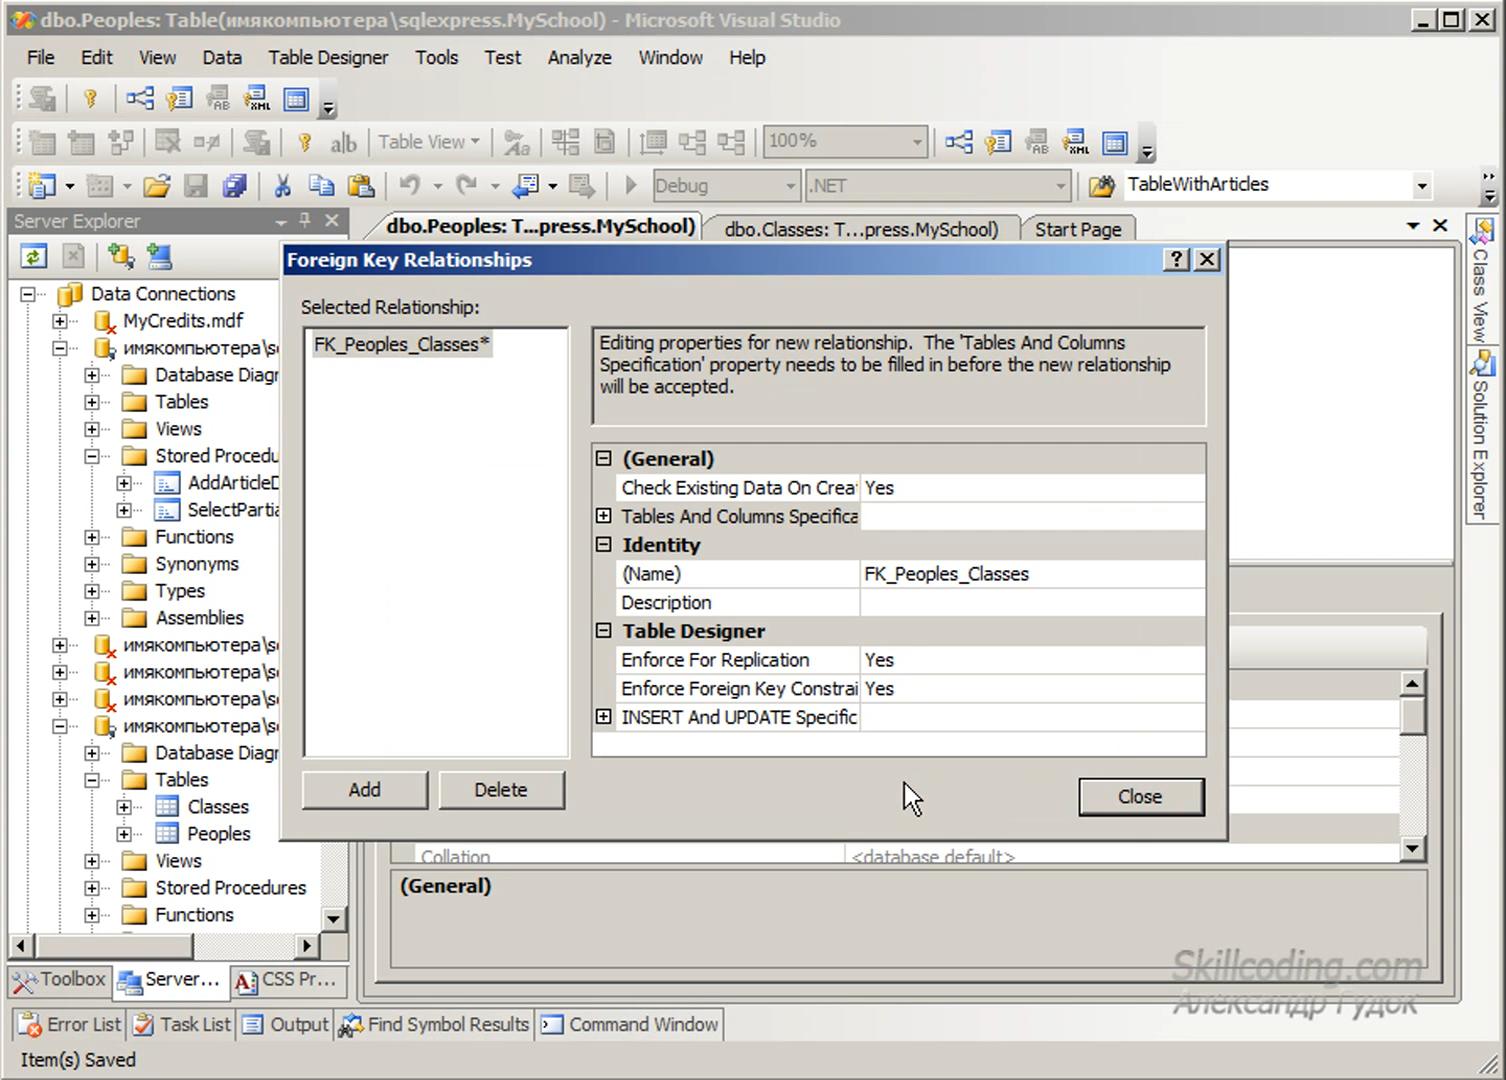 dbo.Peoples: Table(имякомпьютера\sqlexpress.MySchool) - Microsoft Visual Studio
File Edit View Data Table Designer Tools Test Analyze Window Help
Table View 100%
Debug .NET TableWithArticles
Server Explorer
dbo.Peoples: T...press.MySchool) dbo.Classes: T...press.MySchool) Start Page
Data Connections
MyCredits.mdf
имякомпьютера\s
Database Diagr
Tables
Views
Stored Procedu
AddArticleD
SelectPartia
Functions
Synonyms
Types
Assemblies
имякомпьютера\s
имякомпьютера\s
имякомпьютера\s
имякомпьютера\s
Database Diagr
Tables
Classes
Peoples
Views
Stored Procedures
Functions
Toolbox Server... CSS Pr...
Foreign Key Relationships
Selected Relationship:
FK_Peoples_Classes*
Add Delete
Editing properties for new relationship. The 'Tables And Columns
Specification' property needs to be filled in before the new relationship
will be accepted.
(General)
Check Existing Data On Crea Yes
Tables And Columns Specifica
Identity
(Name) FK_Peoples_Classes
Description
Table Designer
Enforce For Replication Yes
Enforce Foreign Key Constrai Yes
INSERT And UPDATE Specific
Close
Collation <database default>
(General)
Class View
Solution Explorer
Skillcoding.com
Александр Гудок
Error List Task List Output Find Symbol Results Command Window
Item(s) Saved